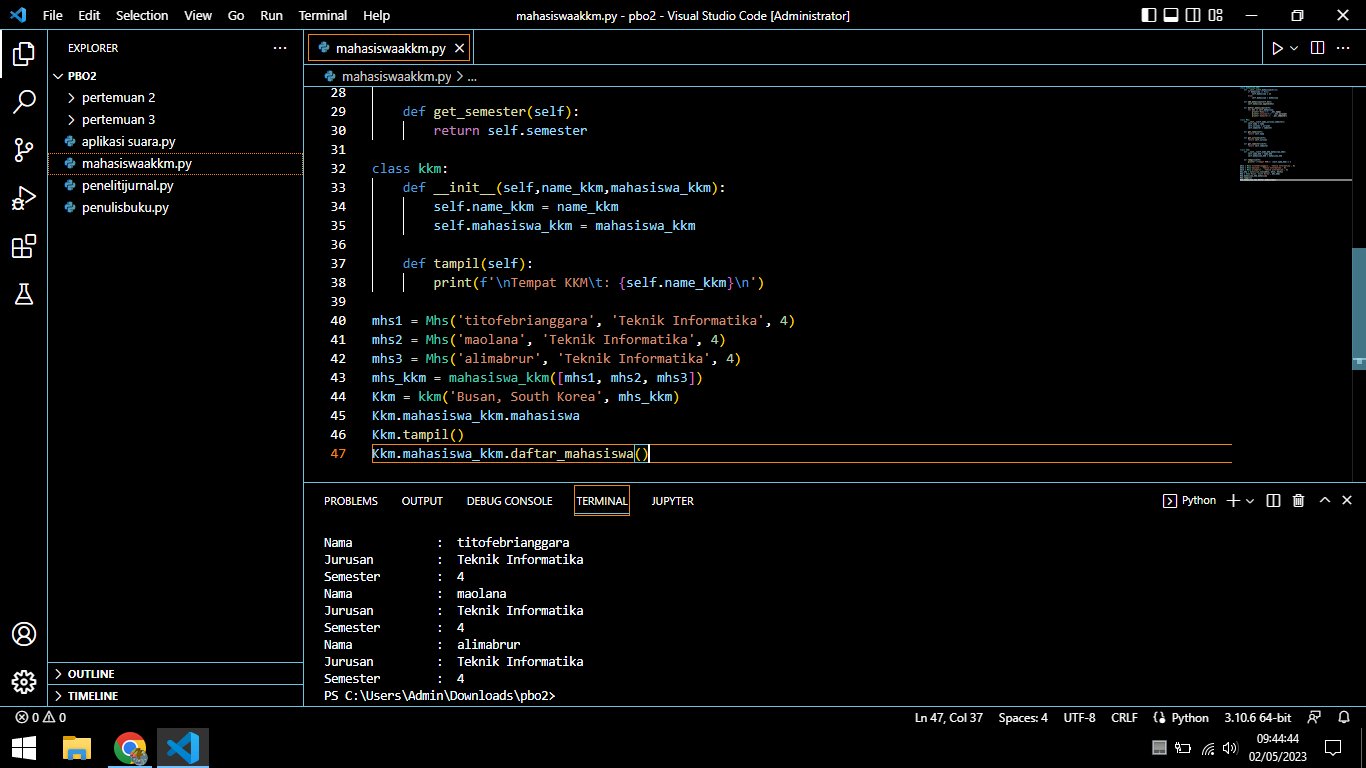 File Edit Selection View Go Run Terminal Help mahasiswaakkm.py - pbo2 - Visual Studio Code [Administrator]
EXPLORER ...
PBO2
pertemuan 2
pertemuan 3
aplikasi suara.py
mahasiswaakkm.py
penelitijurnal.py
penulisbuku.py
OUTLINE
TIMELINE
mahasiswaakkm.py
mahasiswaakkm.py > ...
28
29 def get_semester(self):
30 return self.semester
31
32 class kkm:
33 def __init__(self,name_kkm,mahasiswa_kkm):
34 self.name_kkm = name_kkm
35 self.mahasiswa_kkm = mahasiswa_kkm
36
37 def tampil(self):
38 print(f'\nTempat KKM\t: {self.name_kkm}\n')
39
40 mhs1 = Mhs('titofebrianggara', 'Teknik Informatika', 4)
41 mhs2 = Mhs('maolana', 'Teknik Informatika', 4)
42 mhs3 = Mhs('alimabrur', 'Teknik Informatika', 4)
43 mhs_kkm = mahasiswa_kkm([mhs1, mhs2, mhs3])
44 Kkm = kkm('Busan, South Korea', mhs_kkm)
45 Kkm.mahasiswa_kkm.mahasiswa
46 Kkm.tampil()
47 Kkm.mahasiswa_kkm.daftar_mahasiswa()
PROBLEMS OUTPUT DEBUG CONSOLE TERMINAL JUPYTER Python
Nama : titofebrianggara
Jurusan : Teknik Informatika
Semester : 4
Nama : maolana
Jurusan : Teknik Informatika
Semester : 4
Nama : alimabrur
Jurusan : Teknik Informatika
Semester : 4
PS C:\Users\Admin\Downloads\pbo2>
0 0 Ln 47, Col 37 Spaces: 4 UTF-8 CRLF Python 3.10.6 64-bit
09:44:44
02/05/2023